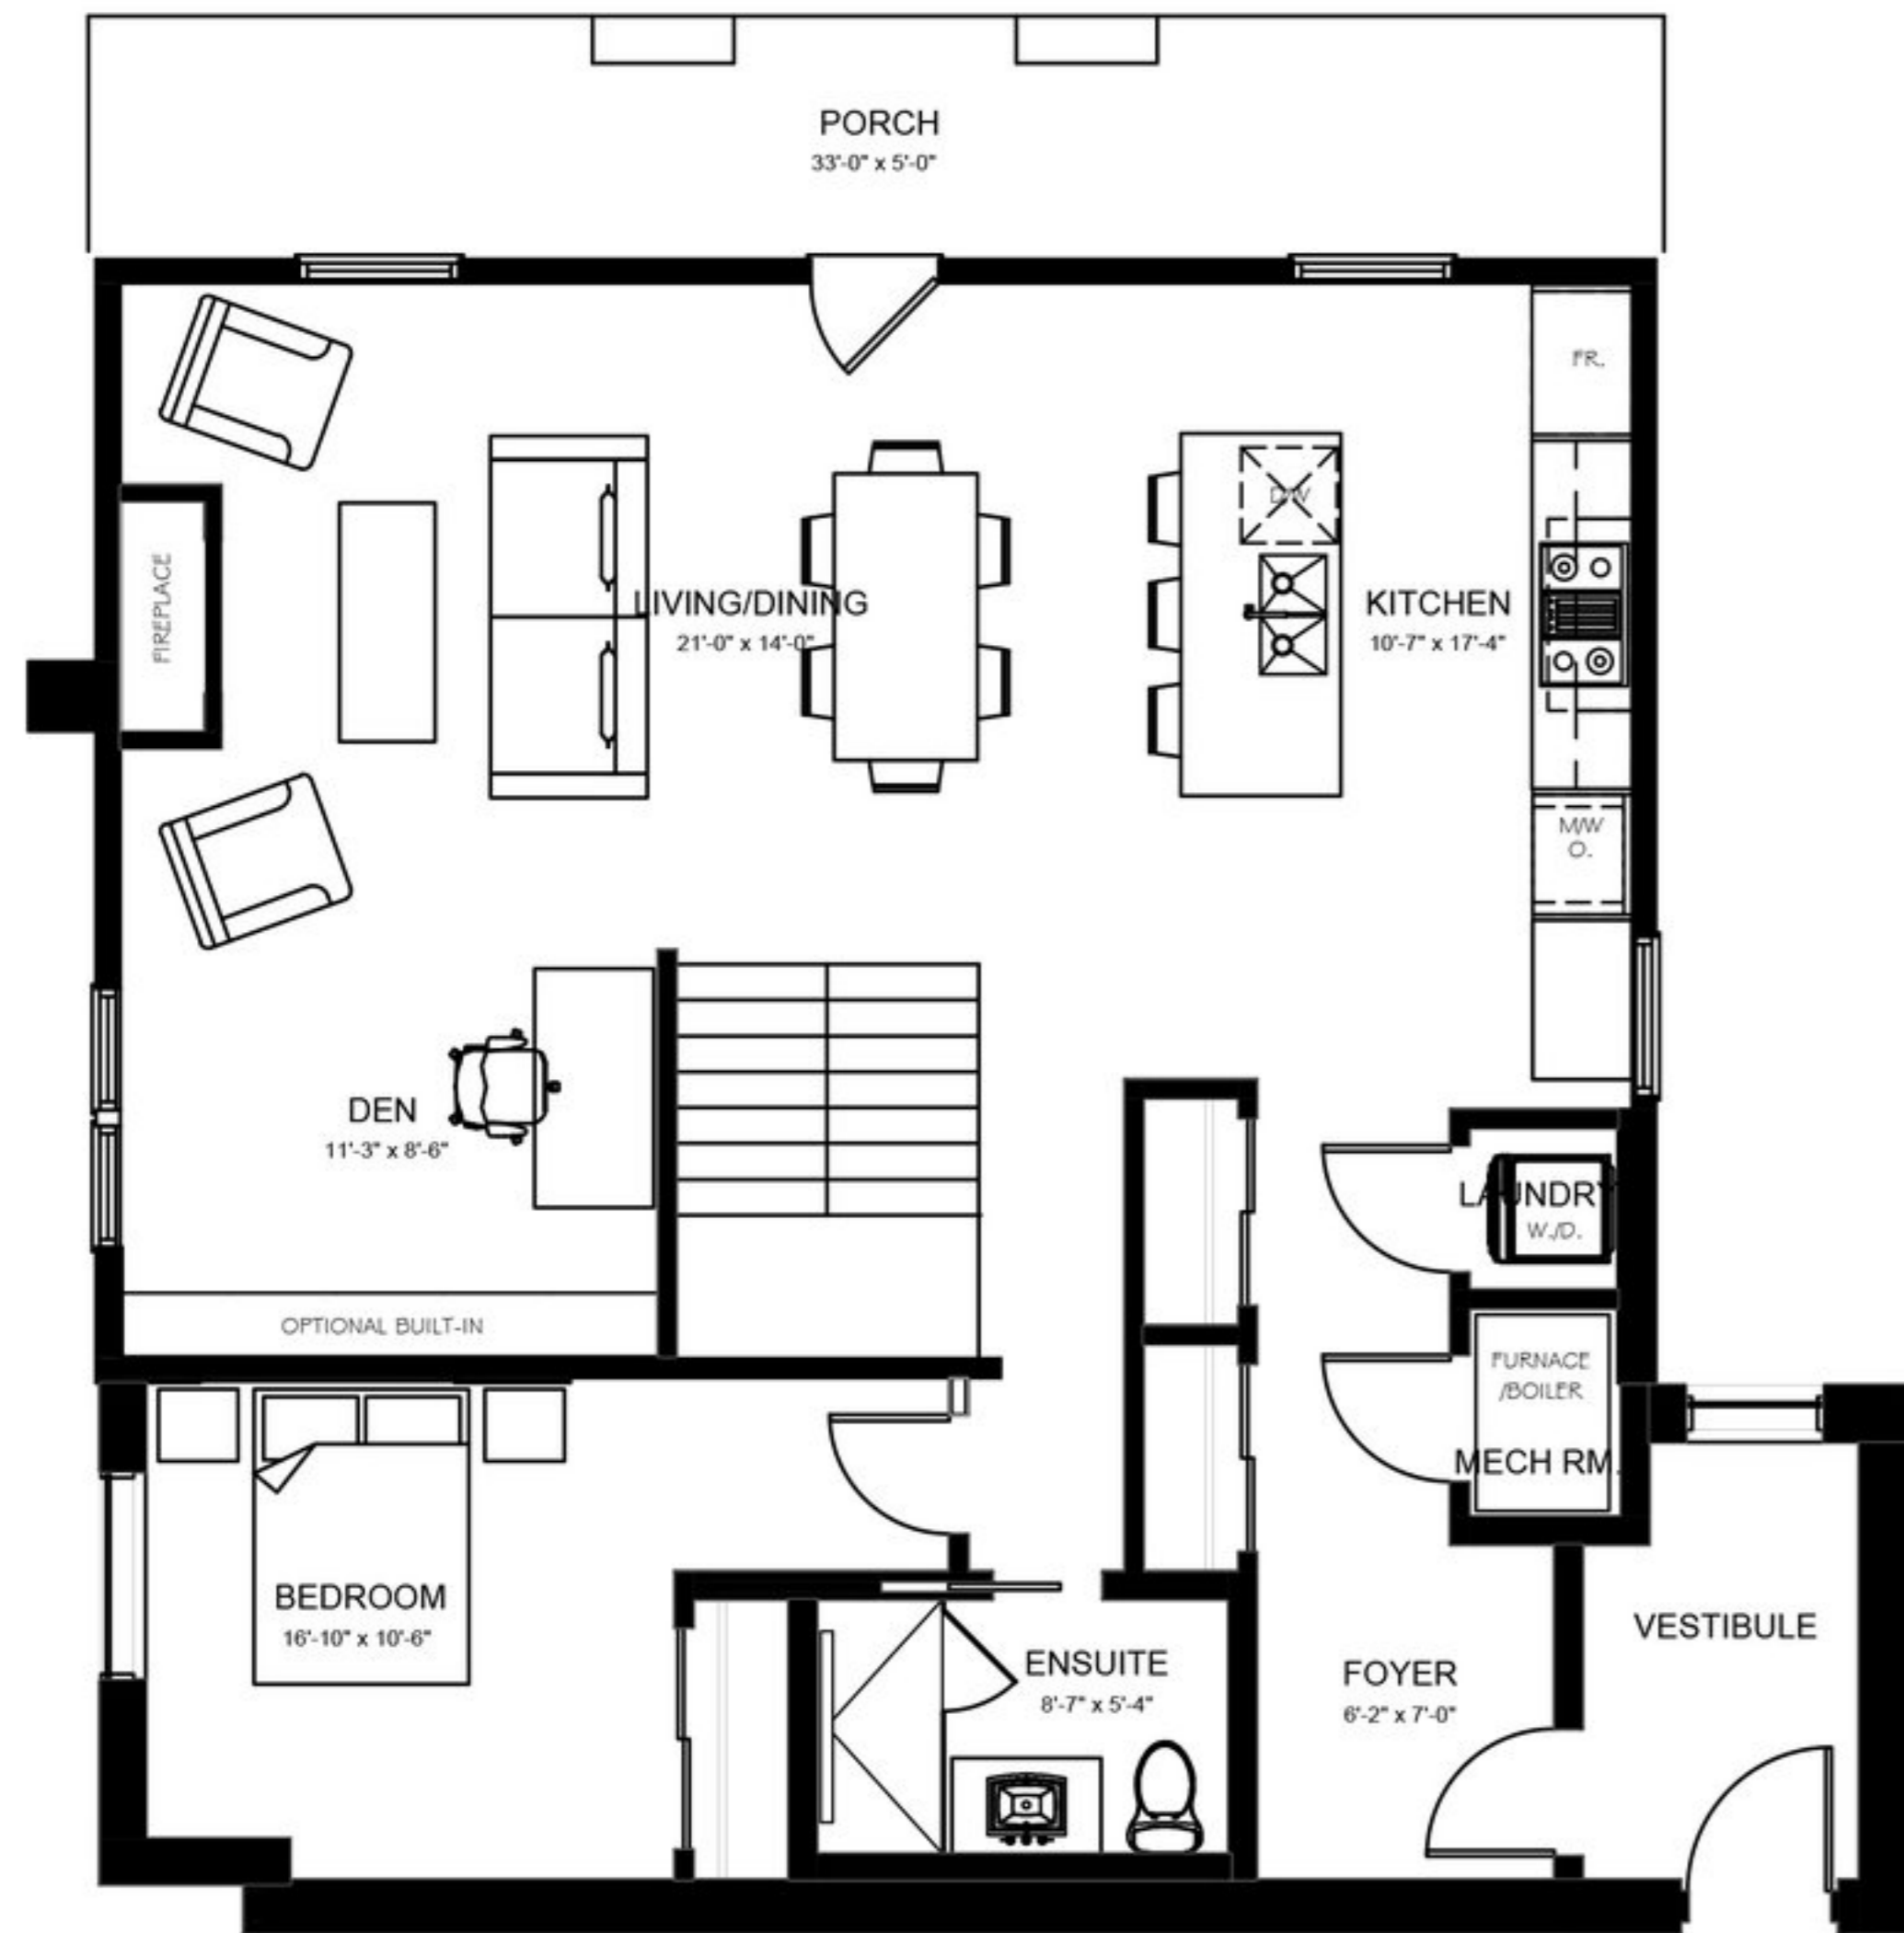 PORCH
33'-0" x 5'-0"
FR.
D/W
FIREPLACE
LIVING/DINING
21'-0" x 14'-0"
KITCHEN
10'-7" x 17'-4"
M/W
O.
DEN
11'-3" x 8'-6"
LAUNDRY
W./D.
OPTIONAL BUILT-IN
FURNACE
/BOILER
MECH RM.
BEDROOM
16'-10" x 10'-6"
ENSUITE
8'-7" x 5'-4"
FOYER
6'-2" x 7'-0"
VESTIBULE